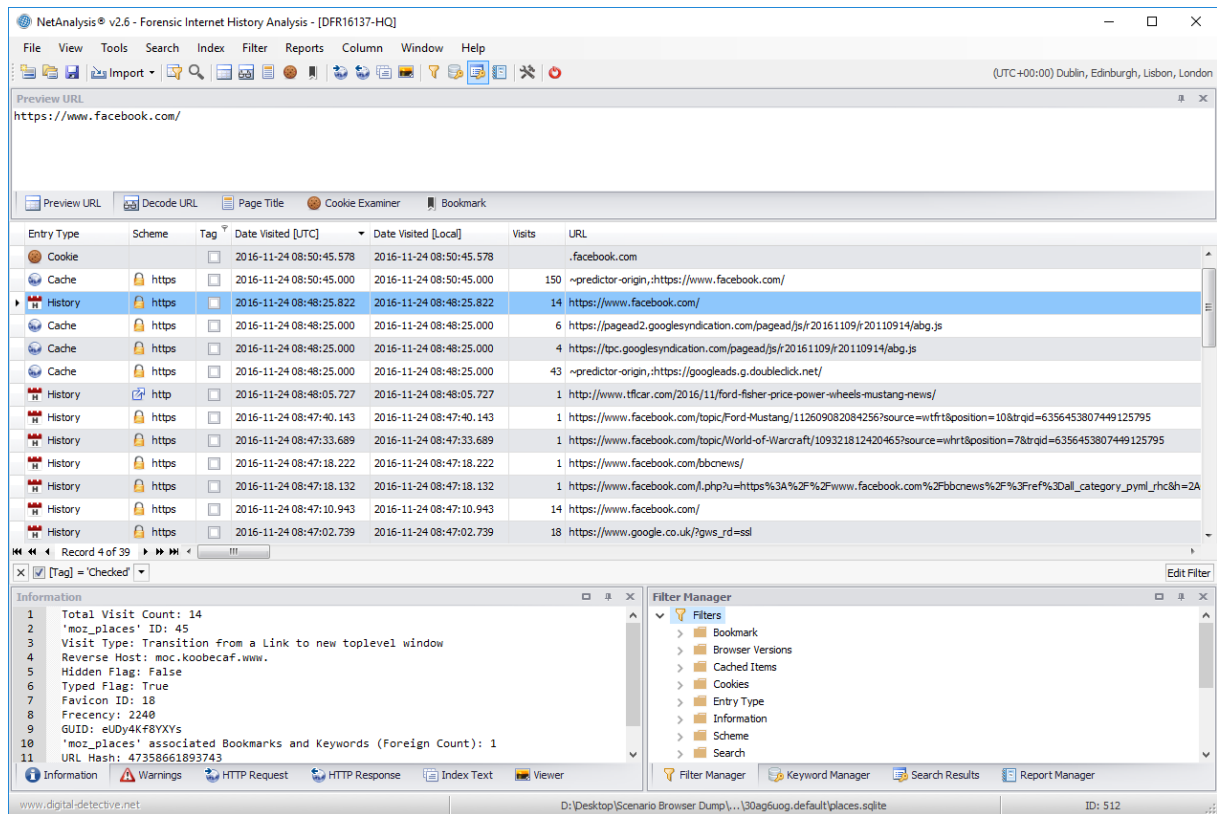 NetAnalysis® v2.6 - Forensic Internet History Analysis - [DFR16137-HQ]
File View Tools Search Index Filter Reports Column Window Help
Import (UTC+00:00) Dublin, Edinburgh, Lisbon, London
Preview URL
https://www.facebook.com/
Preview URL Decode URL Page Title Cookie Examiner Bookmark
Entry Type Scheme Tag Date Visited [UTC] Date Visited [Local] Visits URL
Cookie 2016-11-24 08:50:45.578 2016-11-24 08:50:45.578 .facebook.com
Cache https 2016-11-24 08:50:45.000 2016-11-24 08:50:45.000 150 ~predictor-origin,:https://www.facebook.com/
History https 2016-11-24 08:48:25.822 2016-11-24 08:48:25.822 14 https://www.facebook.com/
Cache https 2016-11-24 08:48:25.000 2016-11-24 08:48:25.000 6 https://pagead2.googlesyndication.com/pagead/js/r20161109/r20110914/abg.js
Cache https 2016-11-24 08:48:25.000 2016-11-24 08:48:25.000 4 https://tpc.googlesyndication.com/pagead/js/r20161109/r20110914/abg.js
Cache https 2016-11-24 08:48:25.000 2016-11-24 08:48:25.000 43 ~predictor-origin,:https://googleads.g.doubleclick.net/
History http 2016-11-24 08:48:05.727 2016-11-24 08:48:05.727 1 http://www.tflcar.com/2016/11/ford-fisher-price-power-wheels-mustang-news/
History https 2016-11-24 08:47:40.143 2016-11-24 08:47:40.143 1 https://www.facebook.com/topic/Ford-Mustang/112609082084256?source=wtfrt&position=10&trqid=6356453807449125795
History https 2016-11-24 08:47:33.689 2016-11-24 08:47:33.689 1 https://www.facebook.com/topic/World-of-Warcraft/109321812420465?source=whrt&position=7&trqid=6356453807449125795
History https 2016-11-24 08:47:18.222 2016-11-24 08:47:18.222 1 https://www.facebook.com/bbcnews/
History https 2016-11-24 08:47:18.132 2016-11-24 08:47:18.132 1 https://www.facebook.com/l.php?u=https%3A%2F%2Fwww.facebook.com%2Fbbcnews%2F%3Fref%3Dall_category_pyml_rhc&h=2A
History https 2016-11-24 08:47:10.943 2016-11-24 08:47:10.943 14 https://www.facebook.com/
History https 2016-11-24 08:47:02.739 2016-11-24 08:47:02.739 18 https://www.google.co.uk/?gws_rd=ssl
Record 4 of 39
[Tag] = 'Checked' Edit Filter
Information
1 Total Visit Count: 14
2 'moz_places' ID: 45
3 Visit Type: Transition from a Link to new toplevel window
4 Reverse Host: moc.koobecaf.www.
5 Hidden Flag: False
6 Typed Flag: True
7 Favicon ID: 18
8 Frecency: 2240
9 GUID: eUDy4Kf8YXYs
10 'moz_places' associated Bookmarks and Keywords (Foreign Count): 1
11 URL Hash: 47358661893743
Information Warnings HTTP Request HTTP Response Index Text Viewer
Filter Manager
Filters
Bookmark
Browser Versions
Cached Items
Cookies
Entry Type
Information
Scheme
Search
Filter Manager Keyword Manager Search Results Report Manager
www.digital-detective.net D:\Desktop\Scenario Browser Dump\...\30ag6uog.default\places.sqlite ID: 512